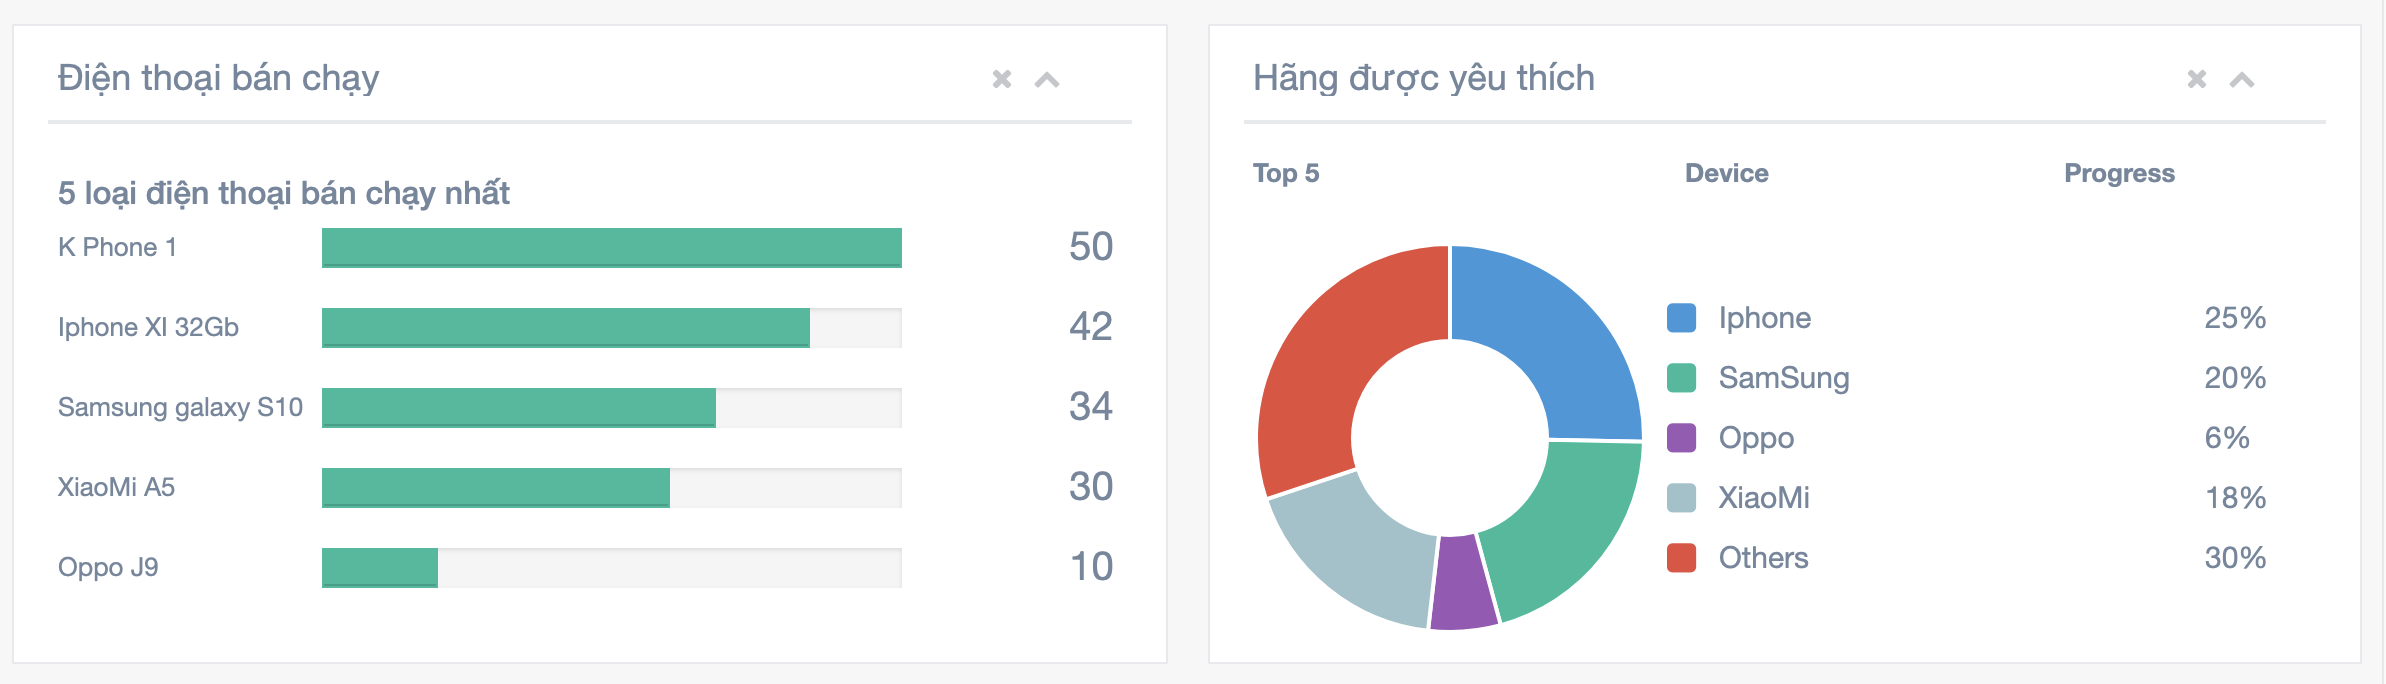 Điện thoại bán chạy
5 loại điện thoại bán chạy nhất
K Phone 1 50
Iphone XI 32Gb 42
Samsung galaxy S10 34
XiaoMi A5 30
Oppo J9 10
Hãng được yêu thích
Top 5 Device Progress
Iphone 25%
SamSung 20%
Oppo 6%
XiaoMi 18%
Others 30%